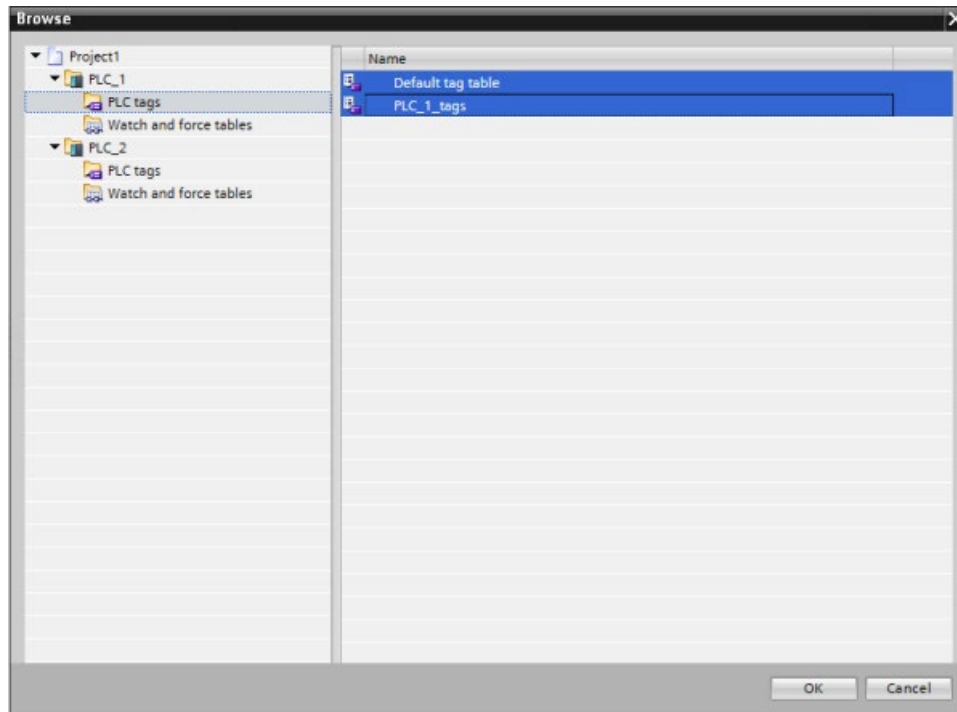 Browse
Project1
PLC_1
PLC tags
Watch and force tables
PLC_2
PLC tags
Watch and force tables
Name
Default tag table
PLC_1_tags
OK
Cancel